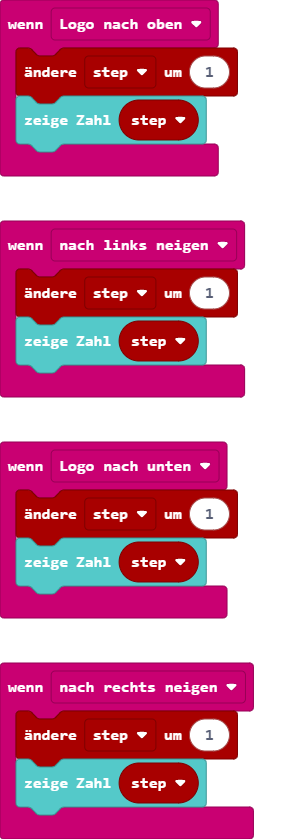 wenn Logo nach oben
ändere step um 1
zeige Zahl step
wenn nach links neigen
ändere step um 1
zeige Zahl step
wenn Logo nach unten
ändere step um 1
zeige Zahl step
wenn nach rechts neigen
ändere step um 1
zeige Zahl step